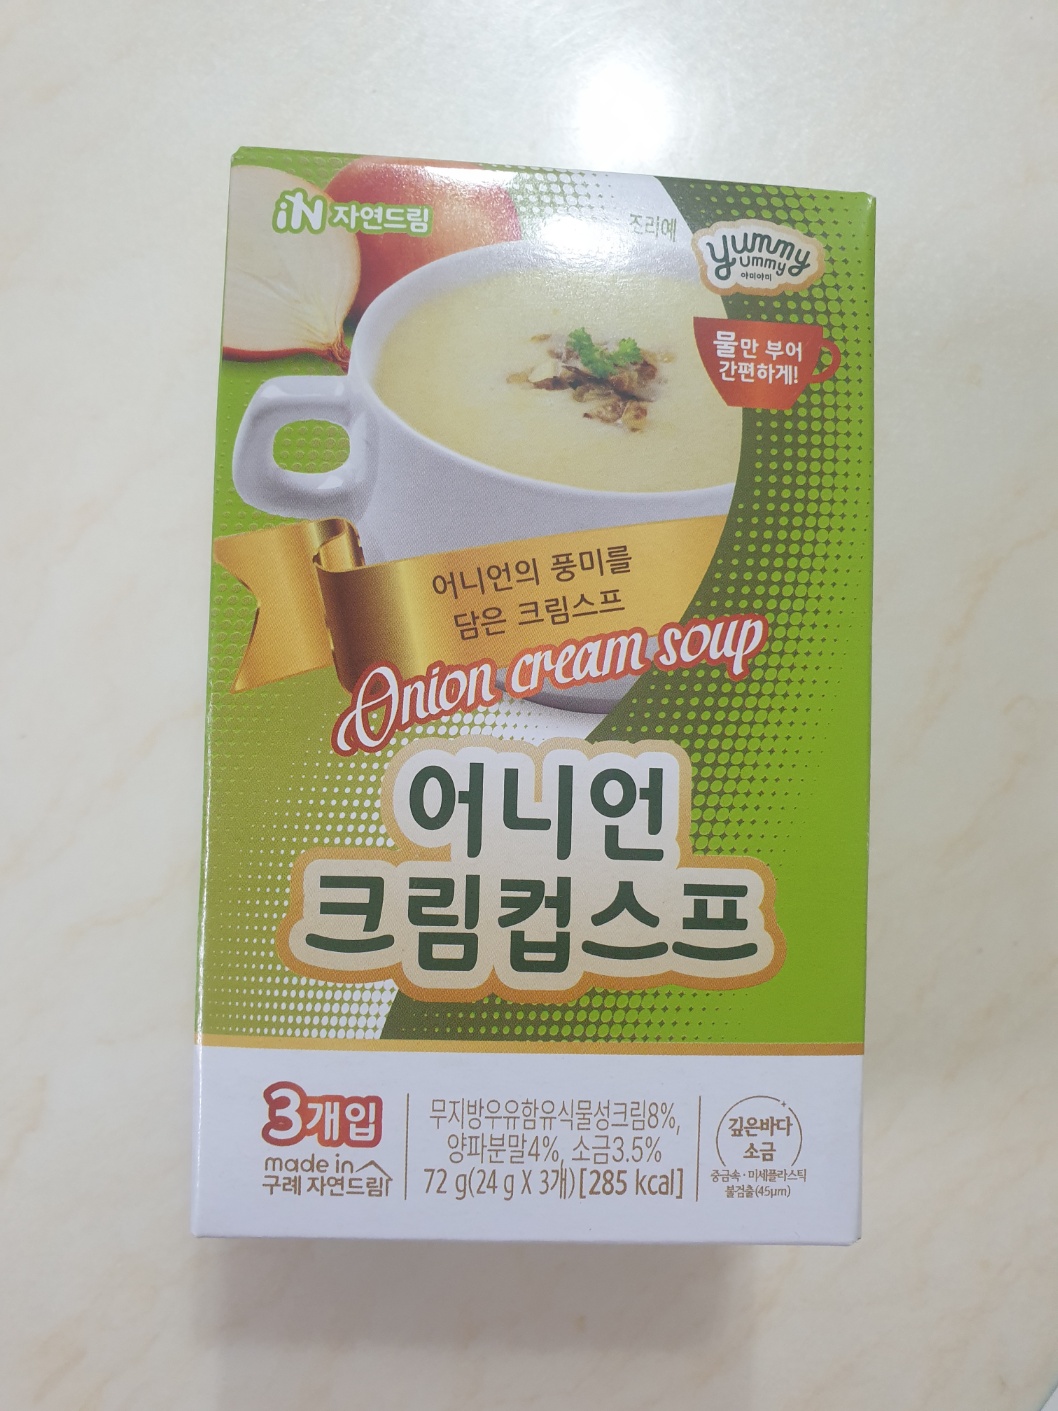 iN 자연드림
조리예
yummy
ummy
야미야미
물만 부어
간편하게!
어니언의 풍미를
담은 크림스프
Onion cream soup
어니언
크림컵스프
3개입
made in
구례 자연드림
무지방우유함유식물성크림8%,
양파분말4%, 소금3.5%
72 g(24 g X 3개)[285 kcal]
깊은바다
소금
중금속·미세플라스틱
불검출(45μm)